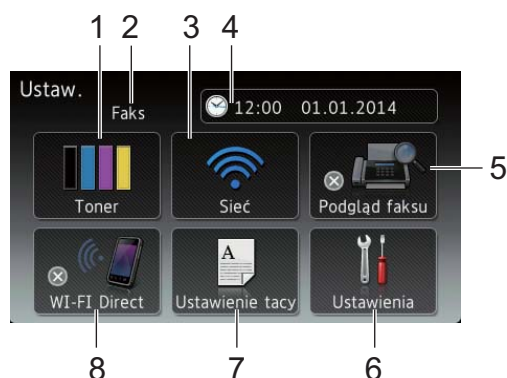 1 2 3 4
Ustaw.
Faks
12:00 01.01.2014
Toner
Sieć
Podgląd faksu
5
A
WI-FI Direct
Ustawienie tacy
Ustawienia
8 7 6